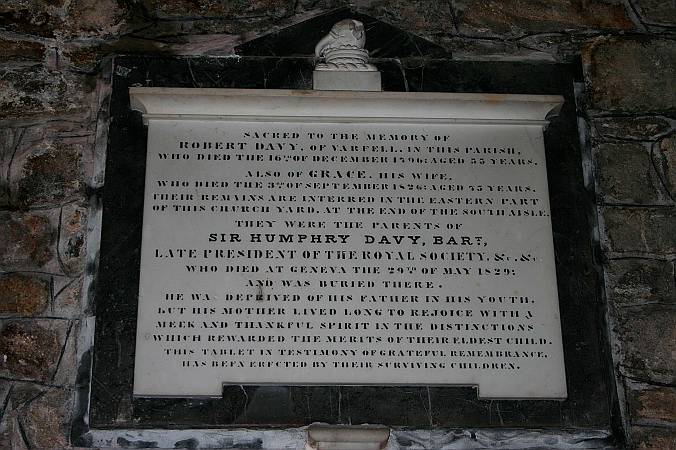 SACRED TO THE MEMORY OF
ROBERT DAVY, OF VARFELL, IN THIS PARISH,
WHO DIED THE 16TH OF DECEMBER 1796: AGED 55 YEARS.
ALSO OF GRACE, HIS WIFE,
WHO DIED THE 3RD OF SEPTEMBER 1826: AGED 75 YEARS.
THEIR REMAINS ARE INTERRED IN THE EASTERN PART
OF THIS CHURCH YARD, AT THE END OF THE SOUTH AISLE.
THEY WERE THE PARENTS OF
SIR HUMPHRY DAVY, BART,
LATE PRESIDENT OF THE ROYAL SOCIETY, &c. &c.
WHO DIED AT GENEVA THE 29TH OF MAY 1829:
AND WAS BURIED THERE.
HE WAS DEPRIVED OF HIS FATHER IN HIS YOUTH,
BUT HIS MOTHER LIVED LONG TO REJOICE WITH A
MEEK AND THANKFUL SPIRIT IN THE DISTINCTIONS
WHICH REWARDED THE MERITS OF THEIR ELDEST CHILD.
THIS TABLET IN TESTIMONY OF GRATEFUL REMEMBRANCE,
HAS BEEN ERECTED BY THEIR SURVIVING CHILDREN.